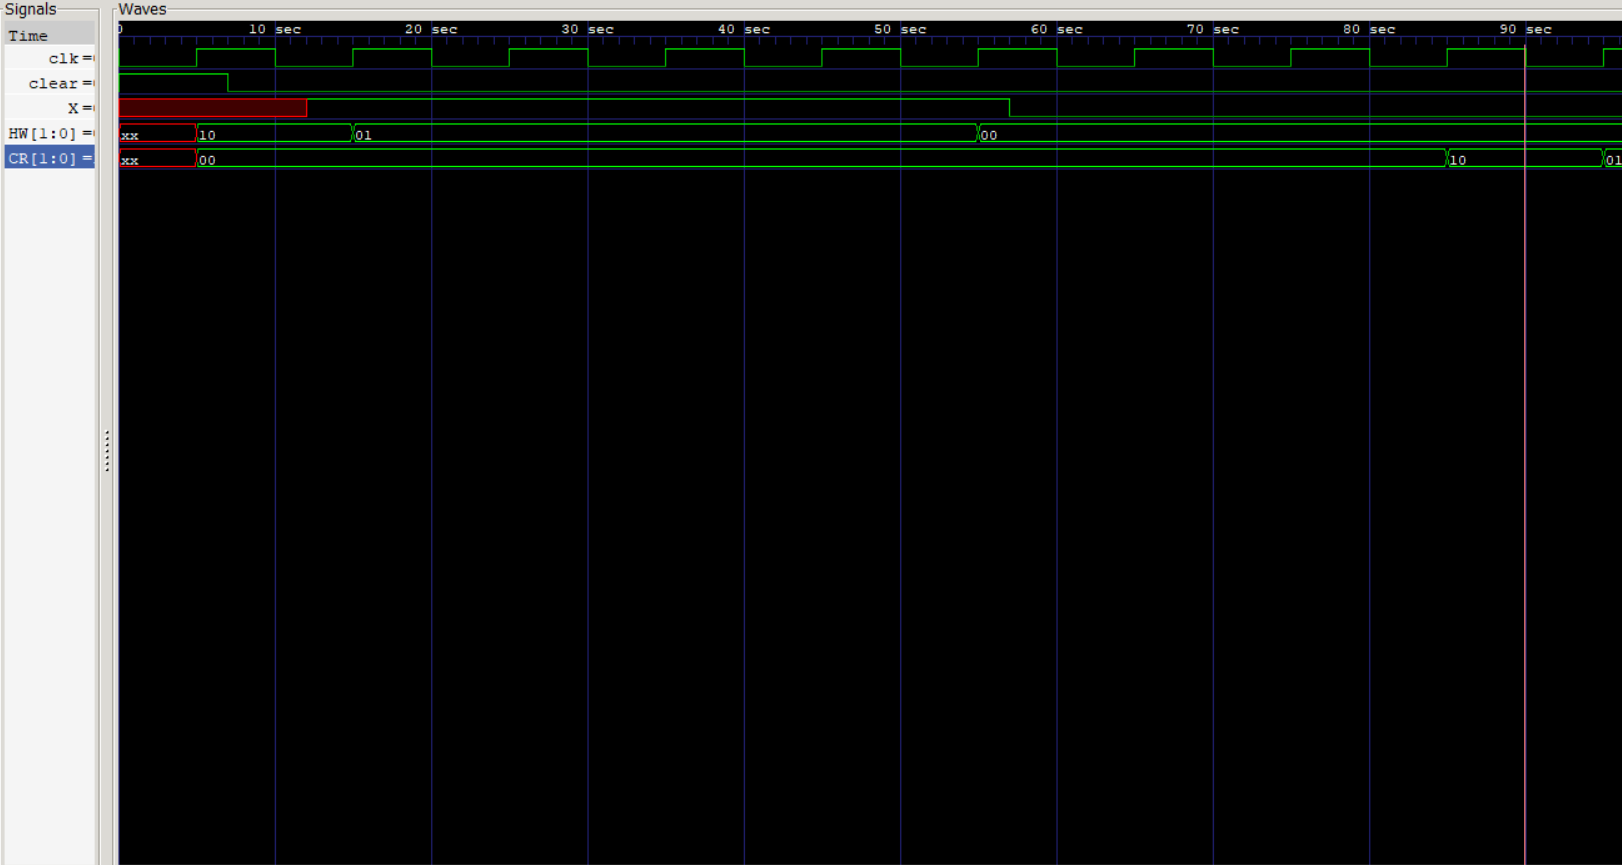 Signals
Waves
Time
10 sec 20 sec 30 sec 40 sec 50 sec 60 sec 70 sec 80 sec 90 sec
clk=
clear=
X=
HW[1:0]= xx 10 01 00
CR[1:0]= xx 00 10 01